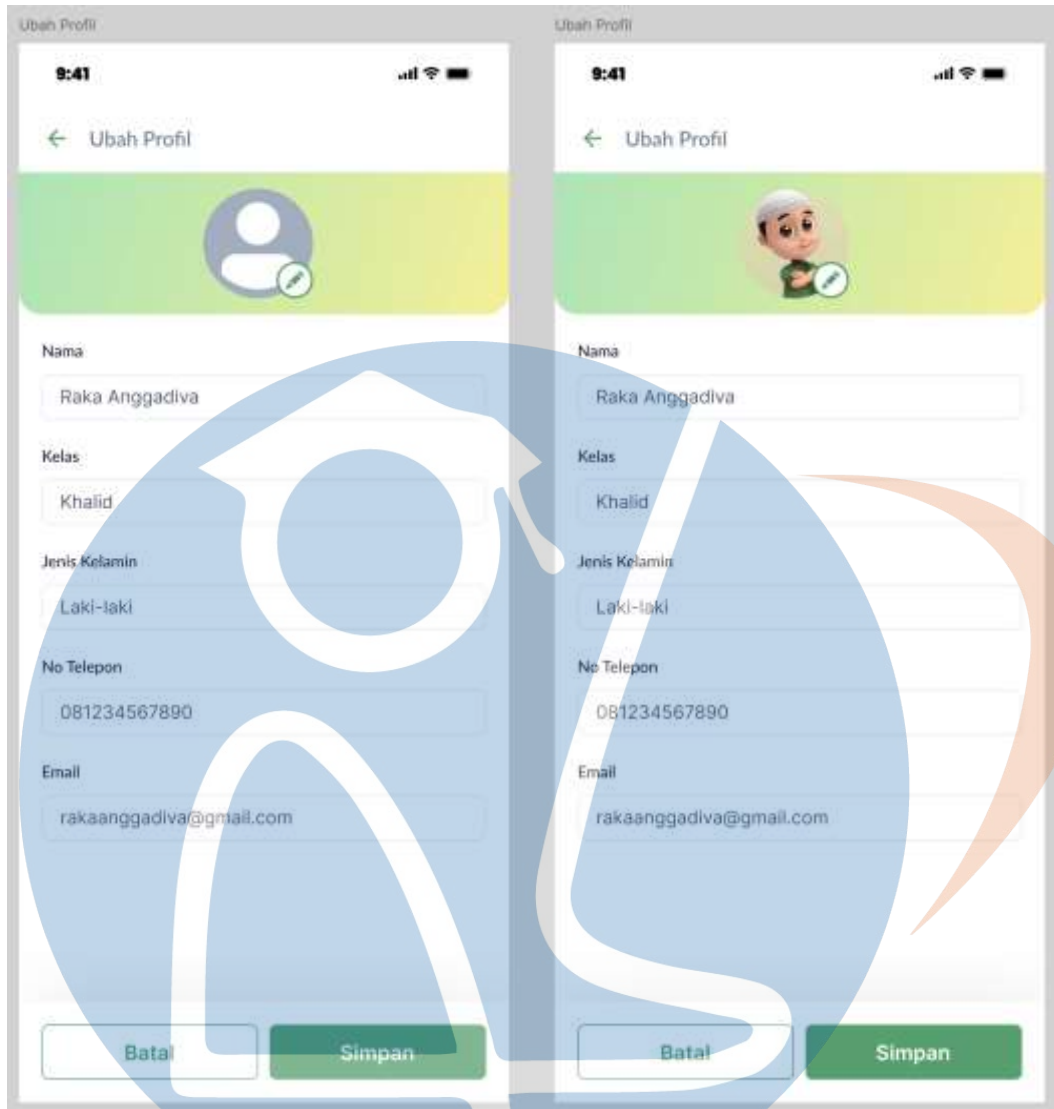 Ubah Profil
9:41
Ubah Profil
Nama
Raka Anggadiva
Kelas
Khalid
Jenis Kelamin
Laki-laki
No Telepon
081234567890
Email
rakaanggadiva@gmail.com
Batal
Simpan
Ubah Profil
9:41
Ubah Profil
Nama
Raka Anggadiva
Kelas
Khalid
Jenis Kelamin
Laki-laki
No Telepon
081234567890
Email
rakaanggadiva@gmail.com
Batal
Simpan